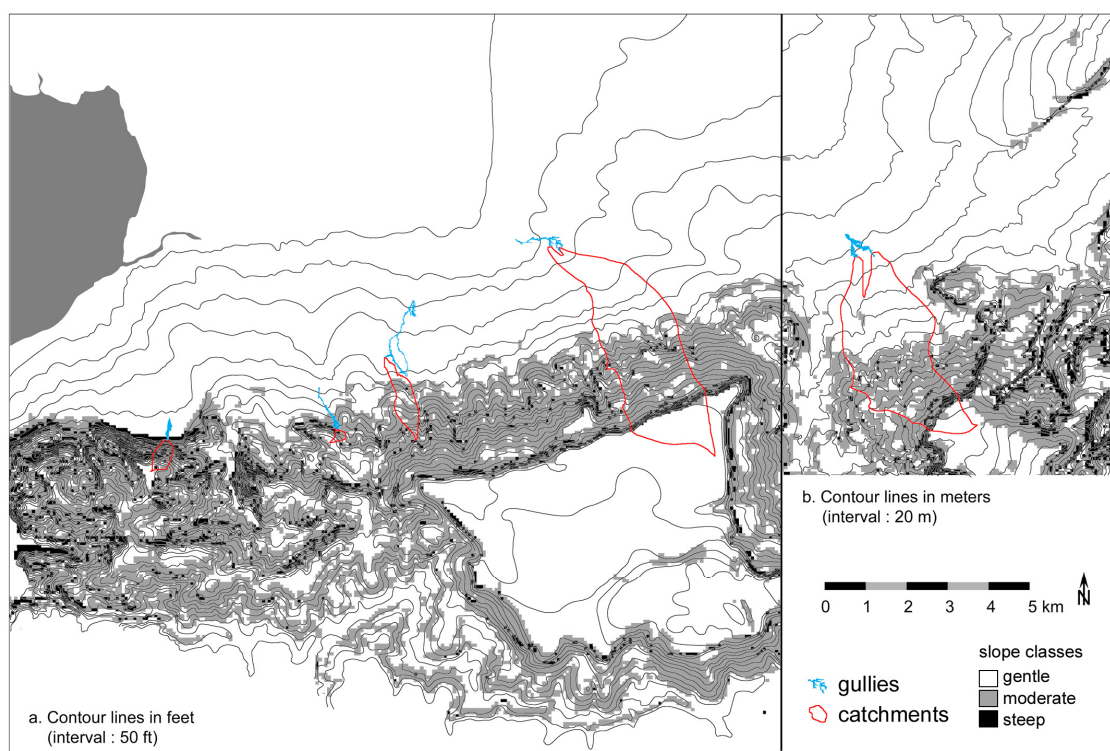 a. Contour lines in feet
(interval : 50 ft)
b. Contour lines in meters
(interval : 20 m)
0 1 2 3 4 5 km
N
slope classes
gentle
moderate
steep
gullies
catchments